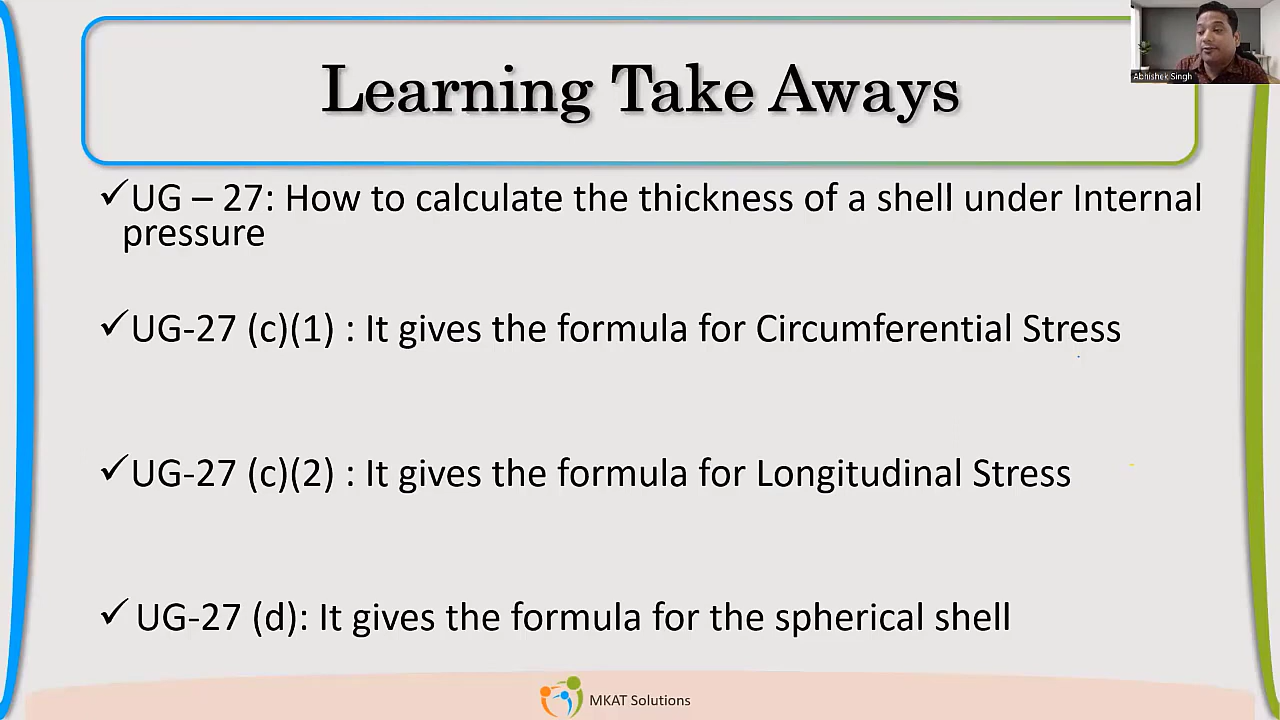 Learning Take Aways
Abhishek Singh
✓UG – 27: How to calculate the thickness of a shell under Internal
pressure
✓UG-27 (c)(1) : It gives the formula for Circumferential Stress
✓UG-27 (c)(2) : It gives the formula for Longitudinal Stress
✓ UG-27 (d): It gives the formula for the spherical shell
MKAT Solutions